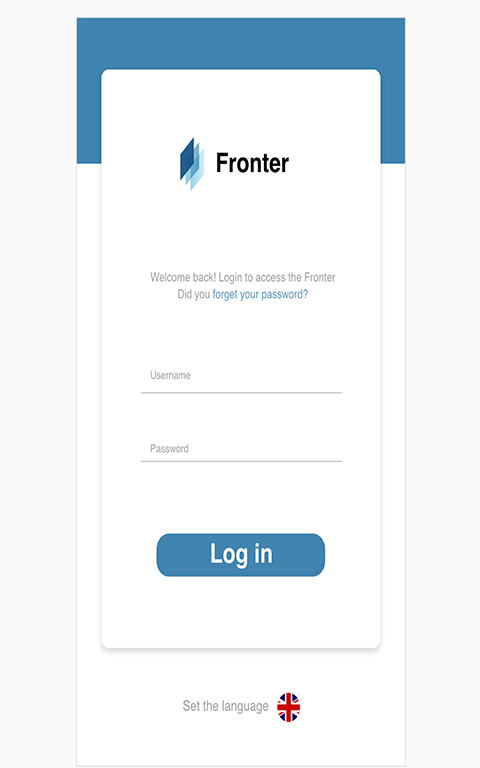 Fronter
Welcome back! Login to access the Fronter
Did you forget your password?
Username
Password
Log in
Set the language